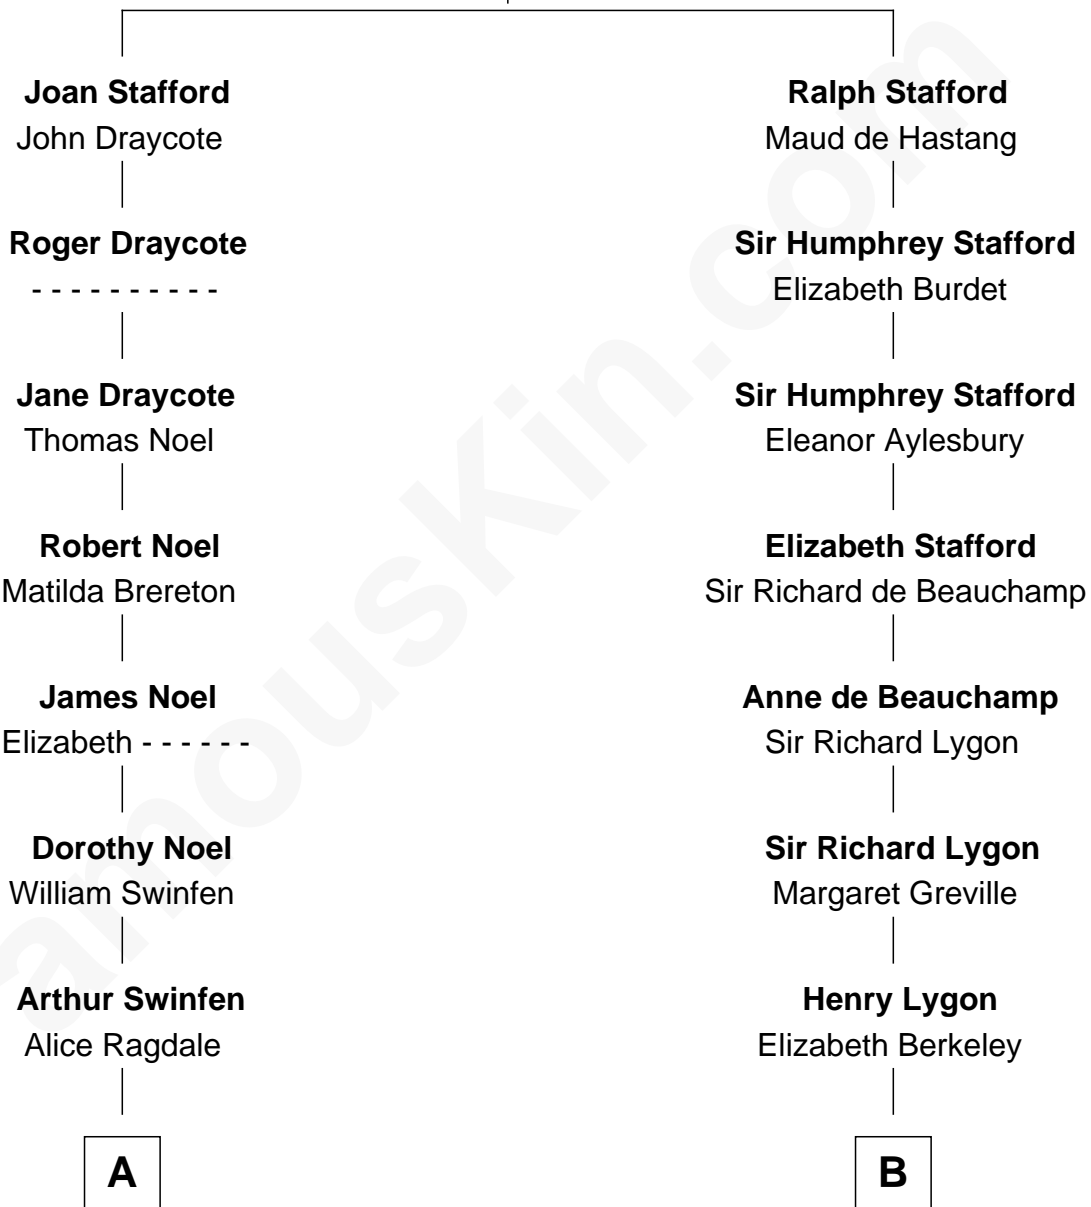 Joan Stafford
John Draycote
Roger Draycote
- - - - - - - - - -
Jane Draycote
Thomas Noel
Robert Noel
Matilda Brereton
James Noel
Elizabeth - - - - - -
Dorothy Noel
William Swinfen
Arthur Swinfen
Alice Ragdale
A
Ralph Stafford
Maud de Hastang
Sir Humphrey Stafford
Elizabeth Burdet
Sir Humphrey Stafford
Eleanor Aylesbury
Elizabeth Stafford
Sir Richard de Beauchamp
Anne de Beauchamp
Sir Richard Lygon
Sir Richard Lygon
Margaret Greville
Henry Lygon
Elizabeth Berkeley
B
amousKin.com